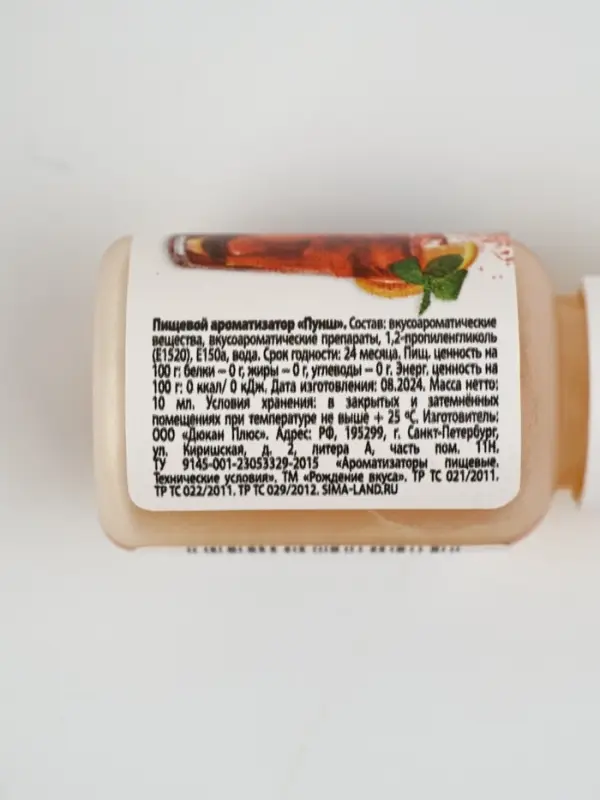 Пищевой ароматизатор «Пунш». Состав: вкусоароматические
вещества, вкусоароматические препараты, 1,2-пропиленгликоль
(Е1520), Е150а, вода. Срок годности: 24 месяца. Пищ. ценность на
100 г: белки – 0 г, жиры – 0 г, углеводы – 0 г. Энерг. ценность на
100 г: 0 ккал/ 0 кДж. Дата изготовления: 08.2024. Масса нетто:
10 мл. Условия хранения: в закрытых и затемнённых
помещениях при температуре не выше + 25 °С. Изготовитель:
ООО «Дюкан Плюс». Адрес: РФ, 195299, г. Санкт-Петербург,
ул. Киришская, д. 2, литера А, часть пом. 11Н.
ТУ 9145-001-23053329-2015 «Ароматизаторы пищевые.
Технические условия». ТМ «Рождение вкуса». ТР ТС 021/2011.
ТР ТС 022/2011. ТР ТС 029/2012. SIMA-LAND.RU